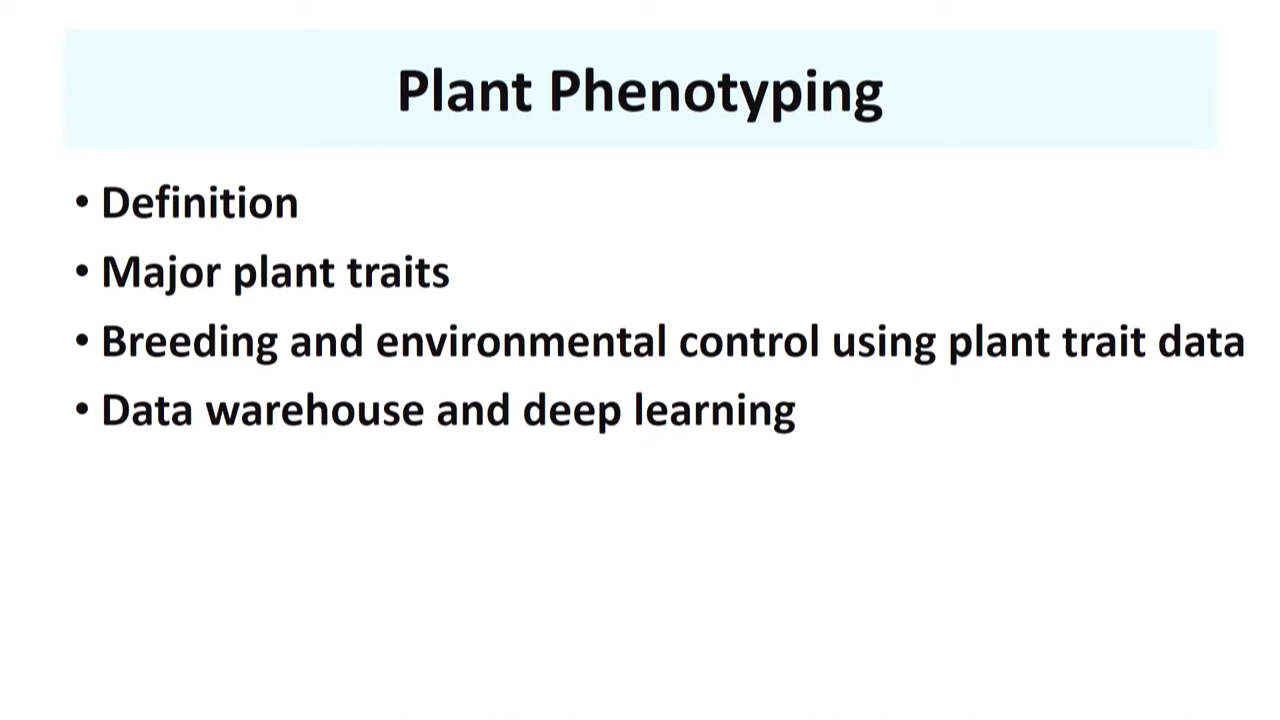 Plant Phenotyping
• Definition
• Major plant traits
• Breeding and environmental control using plant trait data
• Data warehouse and deep learning